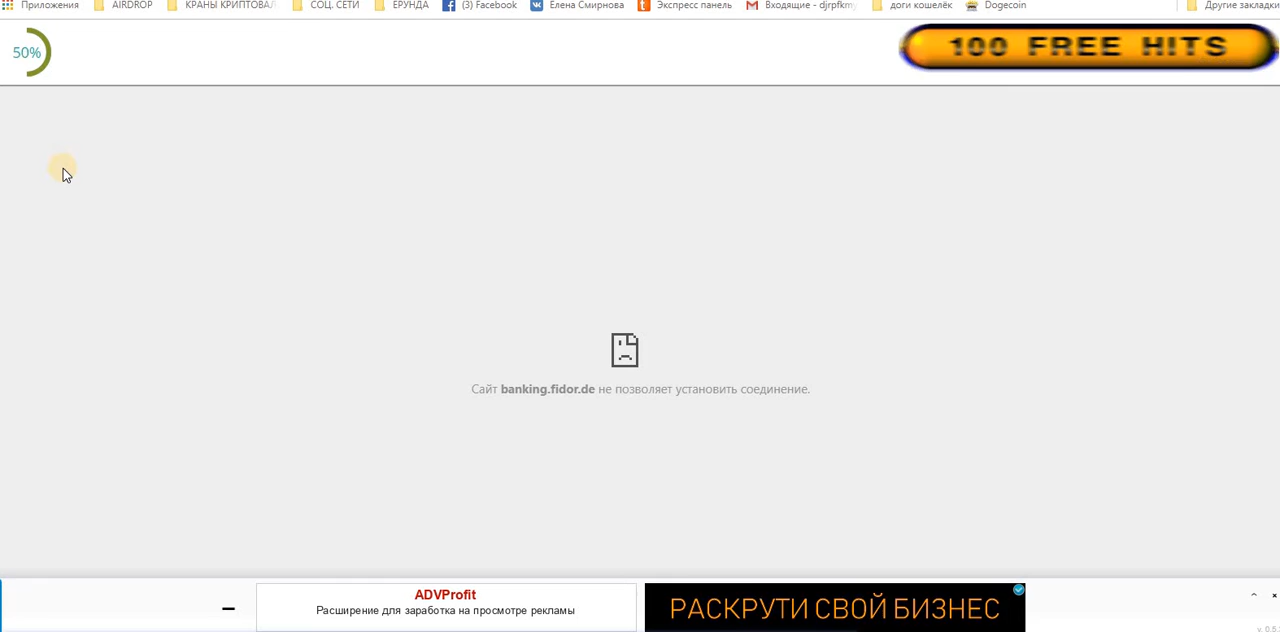 Приложения AIRDROP КРАНЫ КРИПТОВАЛ СОЦ. СЕТИ ЕРУНДА (3) Facebook Елена Смирнова Экспресс панель Входящие - djrpfkmy доги кошелёк Dogecoin Другие закладки
50%
100 FREE HITS
Сайт banking.fidor.de не позволяет установить соединение.
ADVProfit
Расширение для заработка на просмотре рекламы
РАСКРУТИ СВОЙ БИЗНЕС